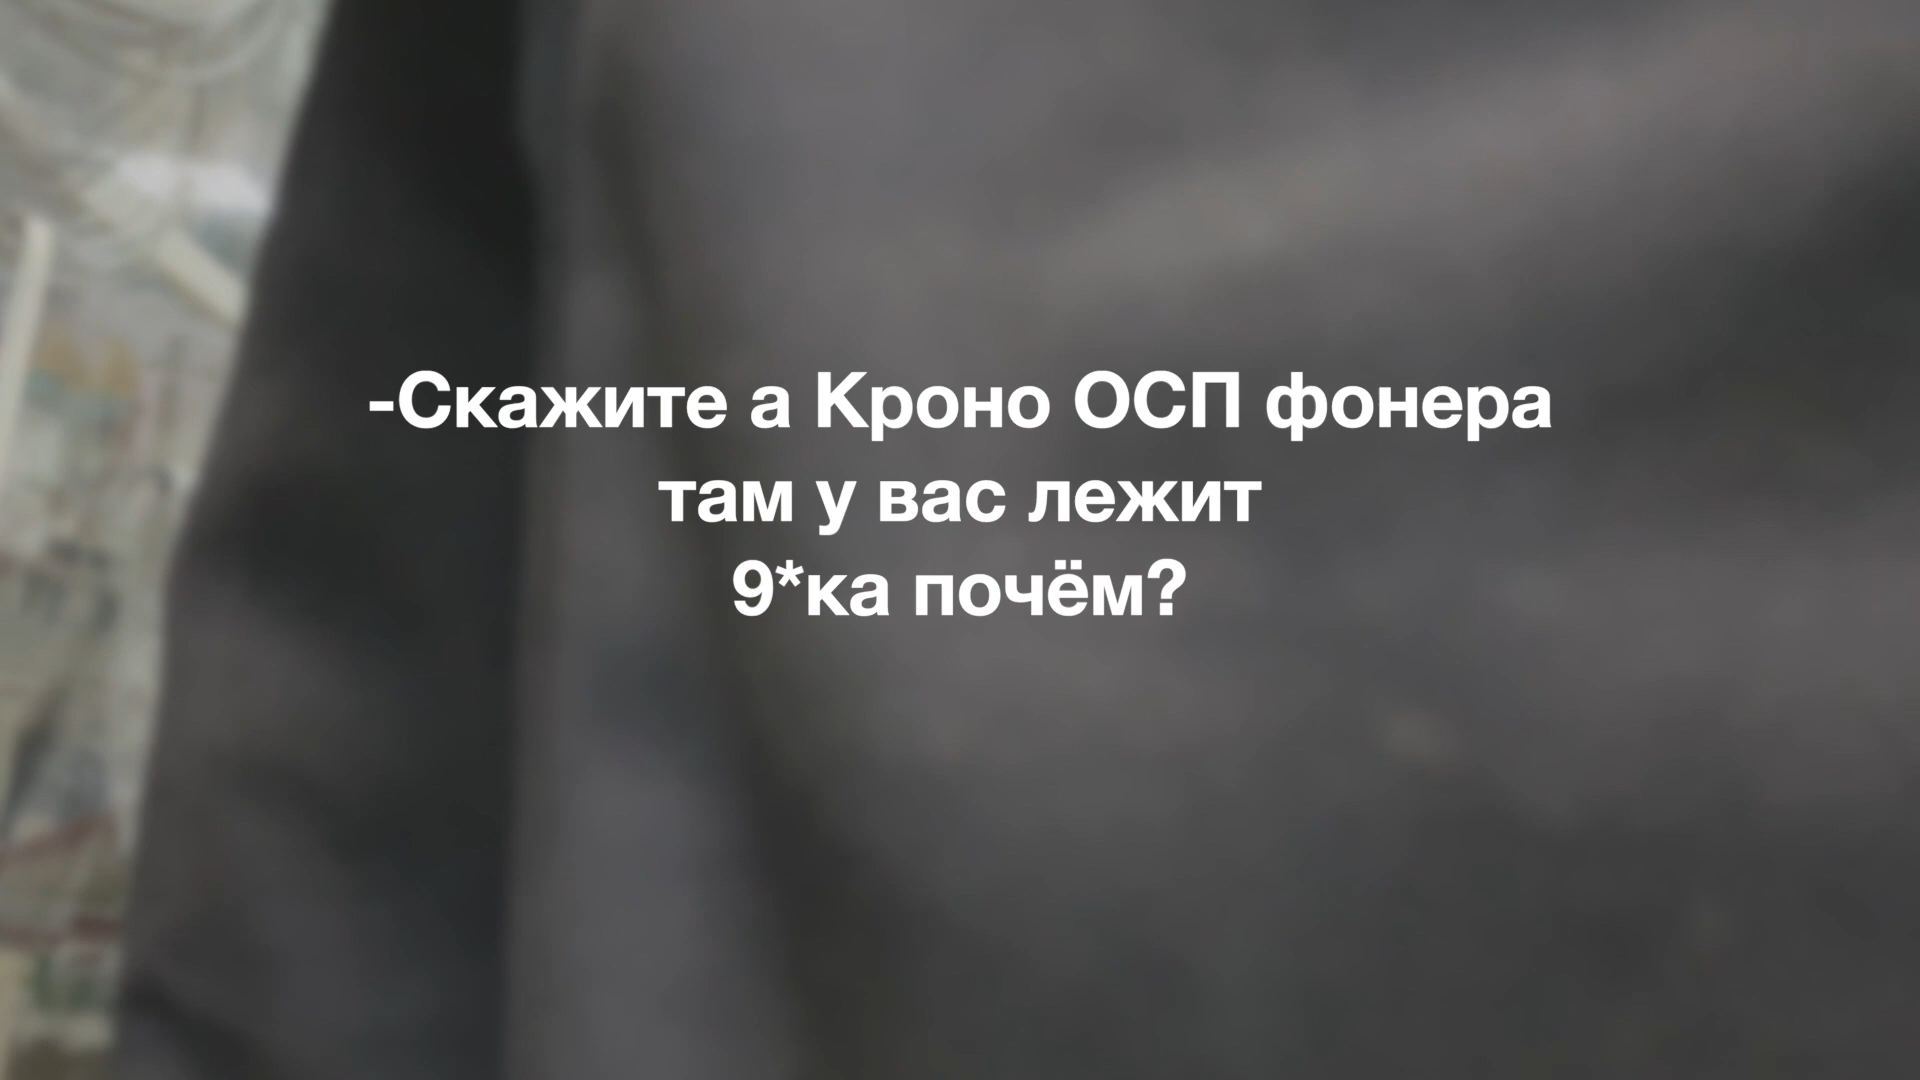 -Скажите а Кроно ОСП фонера
там у вас лежит
9*ка почём?